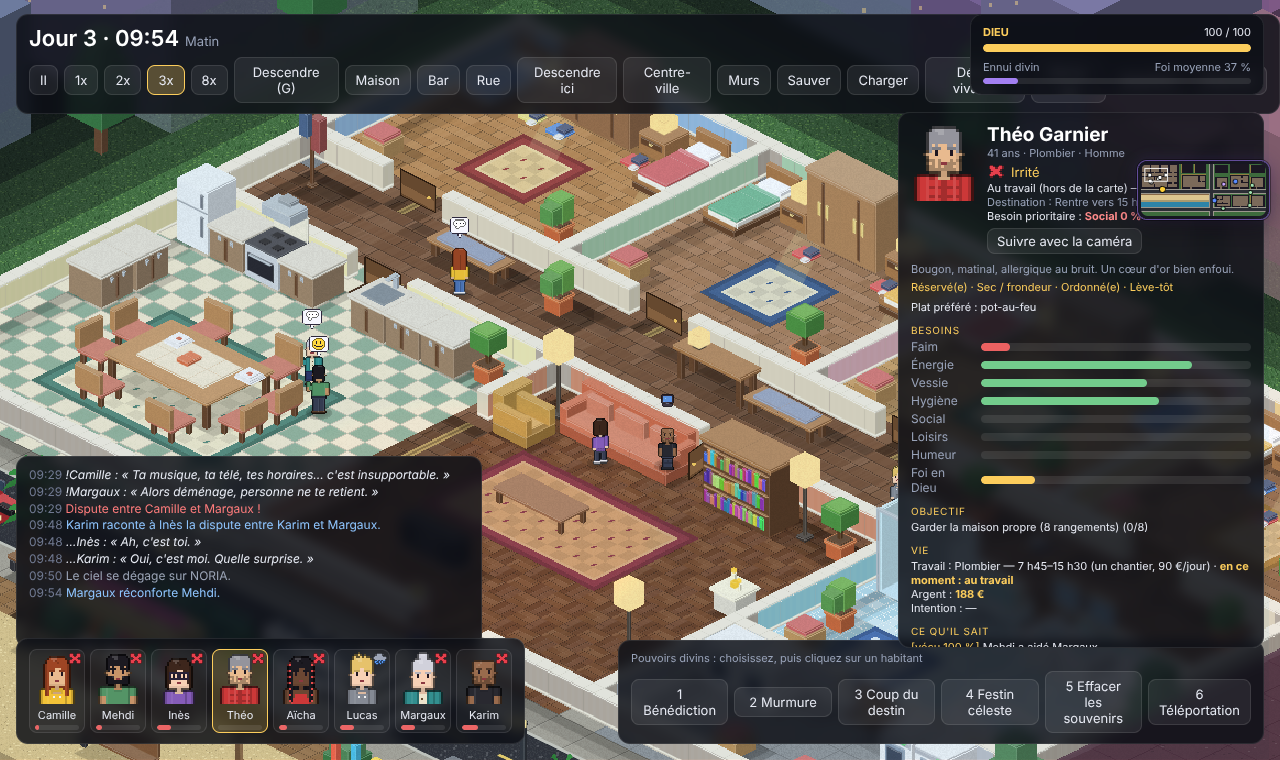 Jour 3 · 09:54 Matin
II
1x
2x
3x
8x
Descendre
(G)
Maison
Bar
Rue
Descendre
ici
Centre-
ville
Murs
Sauver
Charger
DIEU 100 / 100
Ennui divin Foi moyenne 37 %
Théo Garnier
41 ans · Plombier · Homme
Irrité
Au travail (hors de la carte) –
Destination : Rentre vers 15 h
Besoin prioritaire : Social 0 %
Suivre avec la caméra
Bougon, matinal, allergique au bruit. Un cœur d'or bien enfoui.
Réservé(e) · Sec / frondeur · Ordonné(e) · Lève-tôt
Plat préféré : pot-au-feu
BESOINS
Faim
Énergie
Vessie
Hygiène
Social
Loisirs
Humeur
Foi en
Dieu
OBJECTIF
Garder la maison propre (8 rangements) (0/8)
VIE
Travail : Plombier — 7 h45–15 h30 (un chantier, 90 €/jour) · en ce
moment : au travail
Argent : 188 €
Intention : —
CE QU'IL SAIT
[vécu 100 %] Mehdi a aidé Margaux
09:29 !Camille : « Ta musique, ta télé, tes horaires... c'est insupportable. »
09:29 !Margaux : « Alors déménage, personne ne te retient. »
09:29 Dispute entre Camille et Margaux !
09:48 Karim raconte à Inès la dispute entre Karim et Margaux.
09:48 ...Inès : « Ah, c'est toi. »
09:48 ...Karim : « Oui, c'est moi. Quelle surprise. »
09:50 Le ciel se dégage sur NORIA.
09:54 Margaux réconforte Mehdi.
Camille
Mehdi
Inès
Théo
Aïcha
Lucas
Margaux
Karim
Pouvoirs divins : choisissez, puis cliquez sur un habitant
1
Bénédiction
2 Murmure
3 Coup du
destin
4 Festin
céleste
5 Effacer
les
souvenirs
6
Téléportation